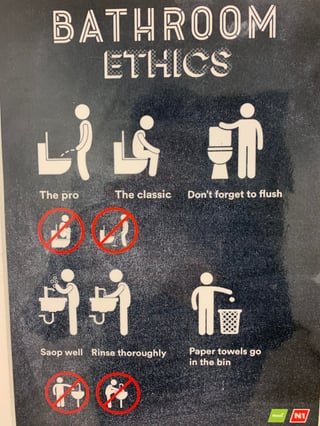 BATHROOM
ETHICS
The pro
The classic
Don't forget to flush
Saop well
Rinse thoroughly
Paper towels go
in the bin
N1